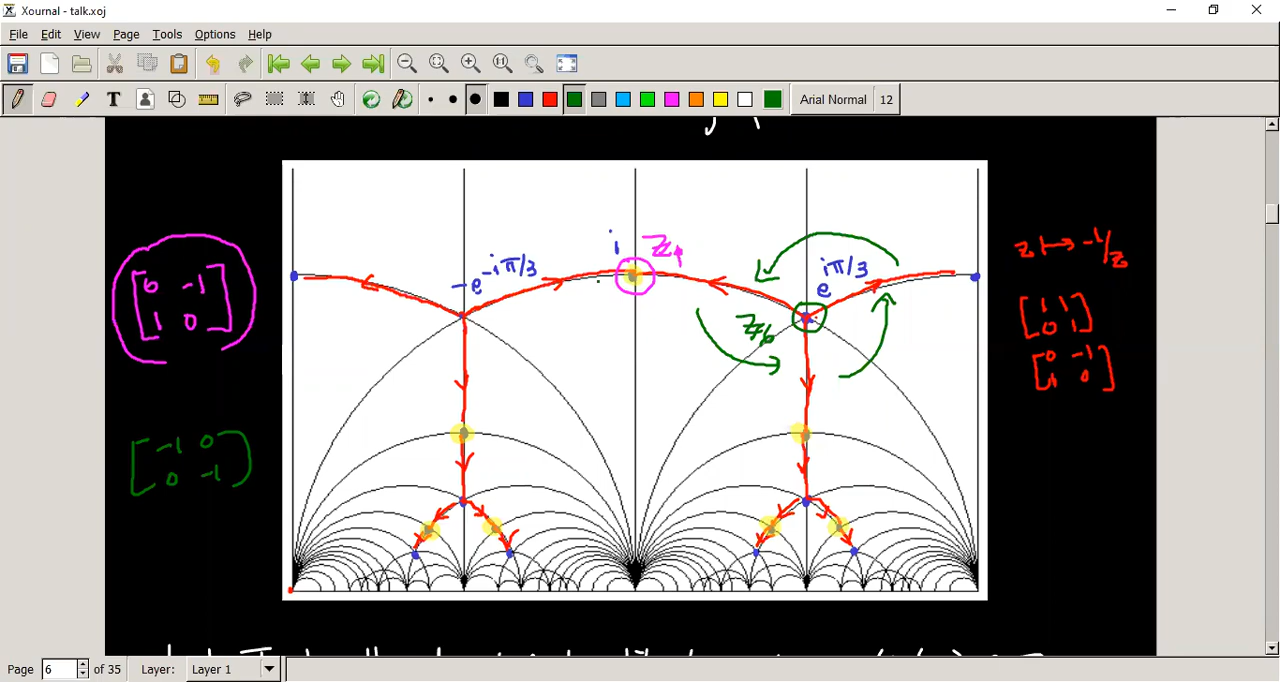 Xournal - talk.xoj
File Edit View Page Tools Options Help
Arial Normal 12
i
ℤ₄
-e^{-iπ/3}
e^{iπ/3}
ℤ₆
[0 -1
1 0]
[-1 0
0 -1]
z ↦ -1/z
[1 1
0 1]
[0 -1
1 0]
Page 6 of 35 Layer: Layer 1